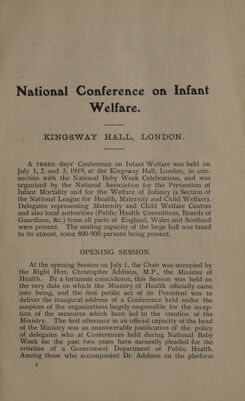 National Conference on Infant
Welfare.
KINGSWAY HALL, LONDON.
A THREE days' Conference on Infant Welfare was held on
July 1, 2, and 3, 1919, at the Kingsway Hall, London, in con-
nection with the National Baby Week Celebrations, and was
organized by the National Association for the Prevention of
Infant Mortality and for the Welfare of Infancy (a Section of
the National League for Health, Maternity and Child Welfare).
Delegates representing Maternity and Child Welfare Centres
and also local authorities (Public Health Committees, Boards of
Guardians, &c.) from all parts of England, Wales and Scotland
were present. The seating capacity of the large hall was taxed
to its utmost, some 800-900 persons being present.
OPENING SESSION.
At the opening Session on July 1, the Chair was occupied by
the Right Hon. Christopher Addison, M.P., the Minister of
Health. By a fortunate coincidence, this Session was held on
the very date on which the Ministry of Health officially came
into being, and the first public act of its President was to
deliver the inaugural address of a Conference held under the
auspices of the organizations largely responsible for the incep-
tion of the measures which have led to the creation of the
Ministry. The first utterance in an official capacity of the head
of the Ministry was an unanswerable justification of the policy
of delegates who at Conferences held during National Baby
Week for the past two years have earnestly pleaded for the
creation of a Government Department of Public Health.
Among those who accompanied Dr. Addison on the platform
1